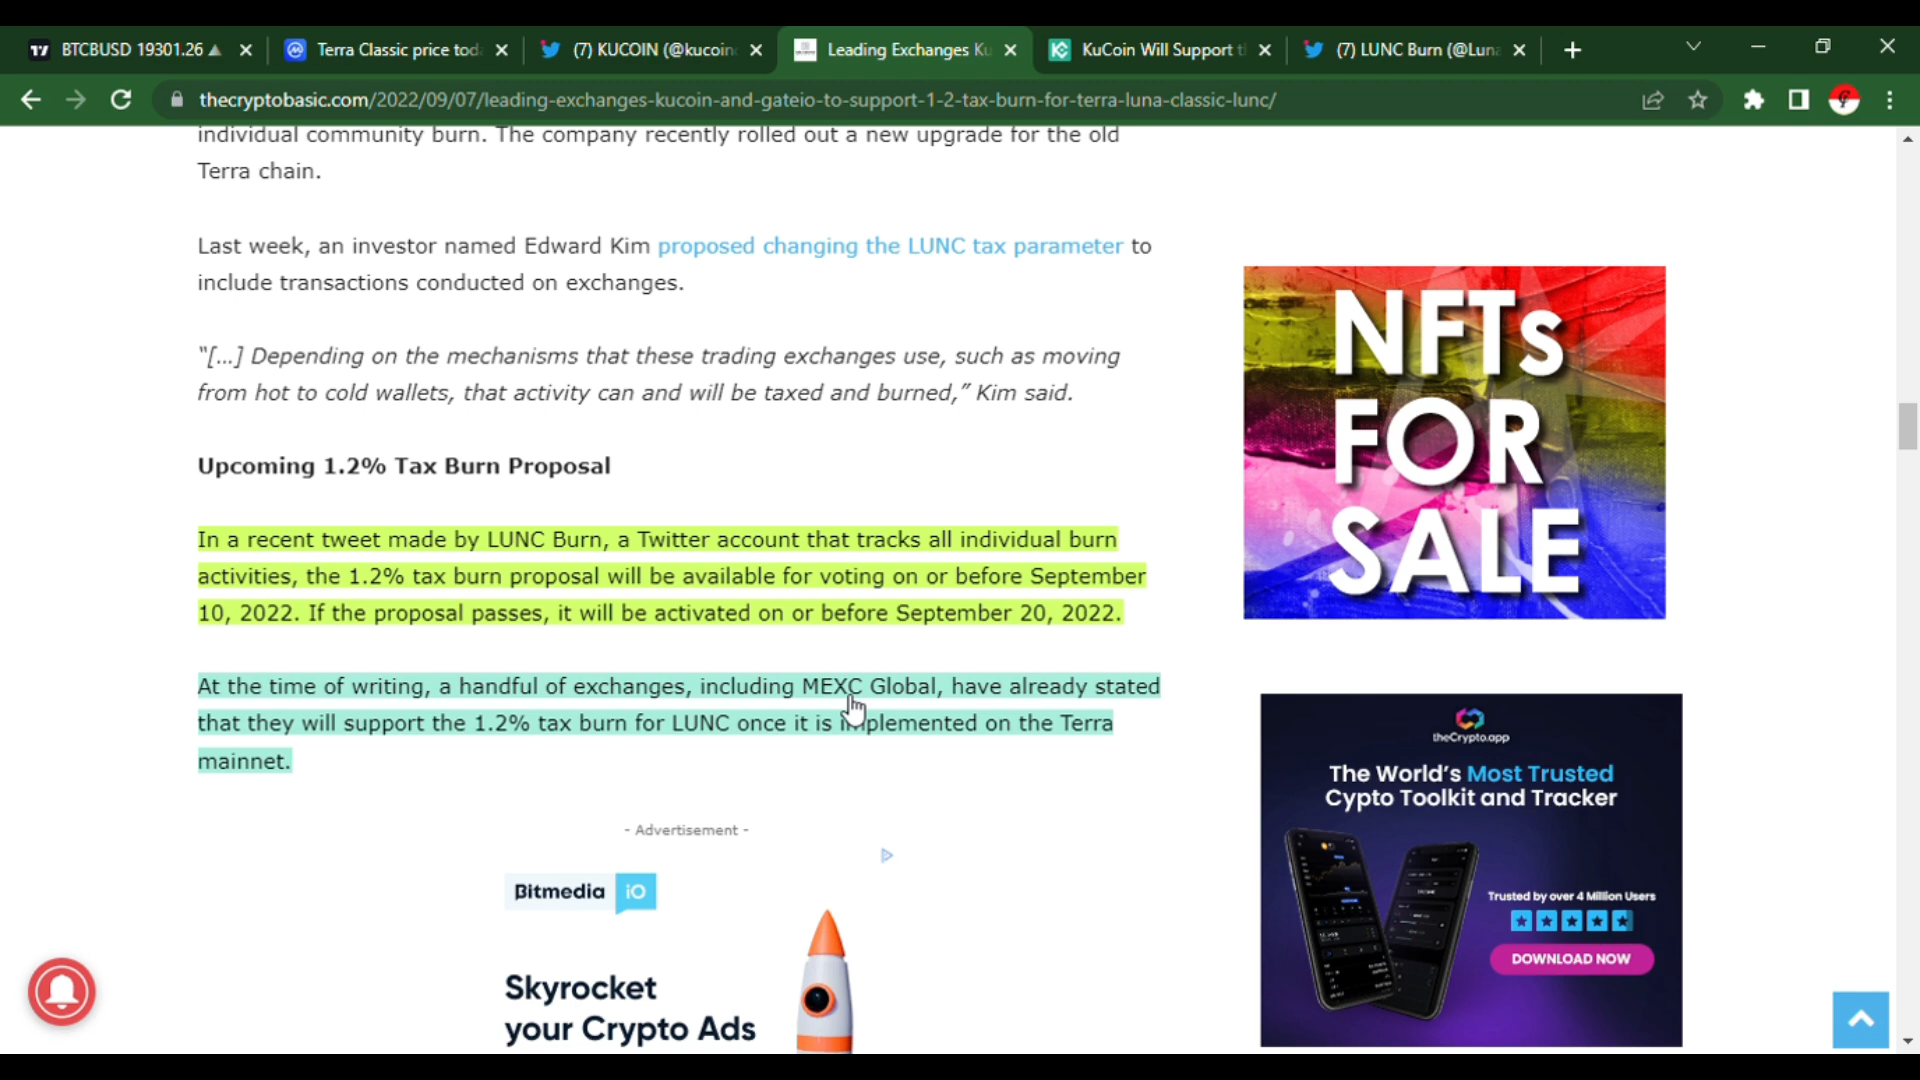 BTCBUSD 19301.26
Terra Classic price tod
(7) KUCOIN (@kucoin
Leading Exchanges Ku
KuCoin Will Support t
(7) LUNC Burn (@Luna
thecryptobasic.com/2022/09/07/leading-exchanges-kucoin-and-gateio-to-support-1-2-tax-burn-for-terra-luna-classic-lunc/
individual community burn. The company recently rolled out a new upgrade for the old
Terra chain.
Last week, an investor named Edward Kim proposed changing the LUNC tax parameter to
include transactions conducted on exchanges.
“[…] Depending on the mechanisms that these trading exchanges use, such as moving
from hot to cold wallets, that activity can and will be taxed and burned,” Kim said.
Upcoming 1.2% Tax Burn Proposal
In a recent tweet made by LUNC Burn, a Twitter account that tracks all individual burn
activities, the 1.2% tax burn proposal will be available for voting on or before September
10, 2022. If the proposal passes, it will be activated on or before September 20, 2022.
At the time of writing, a handful of exchanges, including MEXC Global, have already stated
that they will support the 1.2% tax burn for LUNC once it is implemented on the Terra
mainnet.
- Advertisement -
Bitmedia iO
Skyrocket
your Crypto Ads
NFTs
FOR
SALE
theCrypto.app
The World's Most Trusted
Cypto Toolkit and Tracker
Trusted by over 4 Million Users
DOWNLOAD NOW